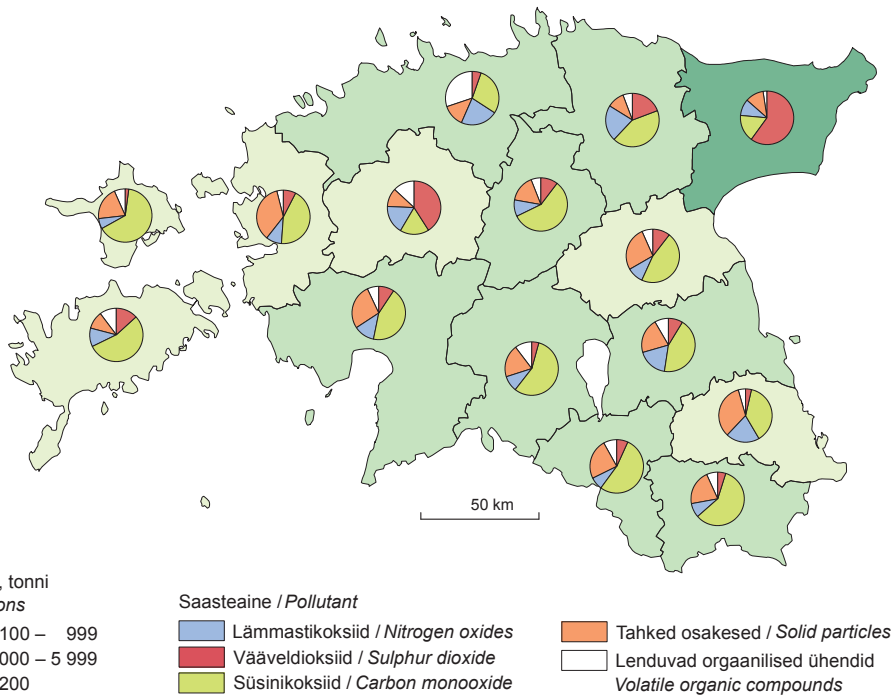 50 km
, tonni
ons
100 – 999
000 – 5 999
200
Saasteaine / Pollutant
Lämmastikoksiid / Nitrogen oxides
Vääveldioksiid / Sulphur dioxide
Süsinikoksiid / Carbon monooxide
Tahked osakesed / Solid particles
Lenduvad orgaanilised ühendid
Volatile organic compounds